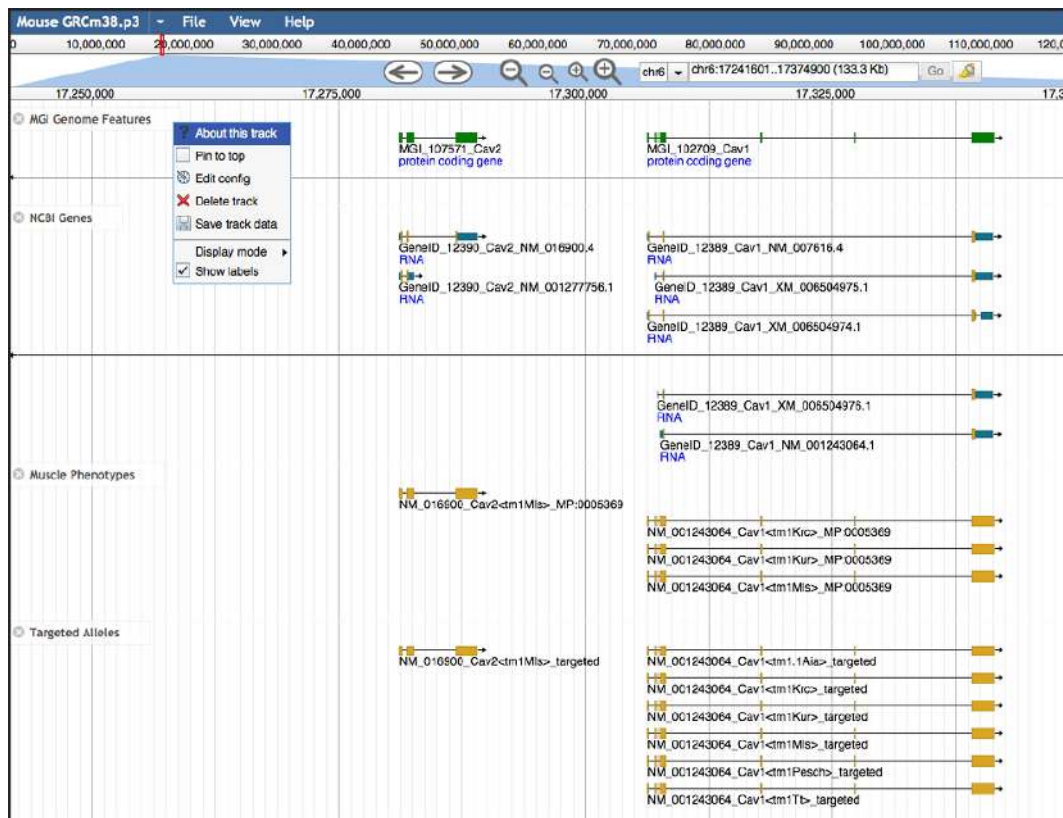 Mouse GRCm38.p3 File View Help
0 10,000,000 20,000,000 30,000,000 40,000,000 50,000,000 60,000,000 70,000,000 80,000,000 90,000,000 100,000,000 110,000,000 120,0
chr6 chr6:17241601..17374900 (133.3 Kb) Go
17,250,000 17,275,000 17,300,000 17,325,000 17,3
MGI Genome Features
? About this track
Pin to top
Edit config
Delete track
Save track data
Display mode
Show labels
MGI_107571_Cav2 MGI_102709_Cav1
protein coding gene protein coding gene
NCBI Genes
GeneID_12390_Cav2_NM_016900.4 GeneID_12389_Cav1_NM_007616.4
RNA RNA
GeneID_12390_Cav2_NM_001277756.1 GeneID_12389_Cav1_XM_006504975.1
RNA RNA
GeneID_12389_Cav1_XM_006504974.1
RNA
GeneID_12389_Cav1_XM_006504976.1
RNA
GeneID_12389_Cav1_NM_001243064.1
RNA
Muscle Phenotypes
NM_016900_Cav2<tm1Mls>_MP:0005369
NM_001243064_Cav1<tm1Krc>_MP:0005369
NM_001243064_Cav1<tm1Kur>_MP:0005369
NM_001243064_Cav1<tm1Mls>_MP:0005369
Targeted Alleles
NM_016900_Cav2<tm1Mls>_targeted NM_001243064_Cav1<tm1.1Aia>_targeted
NM_001243064_Cav1<tm1Krc>_targeted
NM_001243064_Cav1<tm1Kur>_targeted
NM_001243064_Cav1<tm1Mls>_targeted
NM_001243064_Cav1<tm1Pesch>_targeted
NM_001243064_Cav1<tm1Tt>_targeted